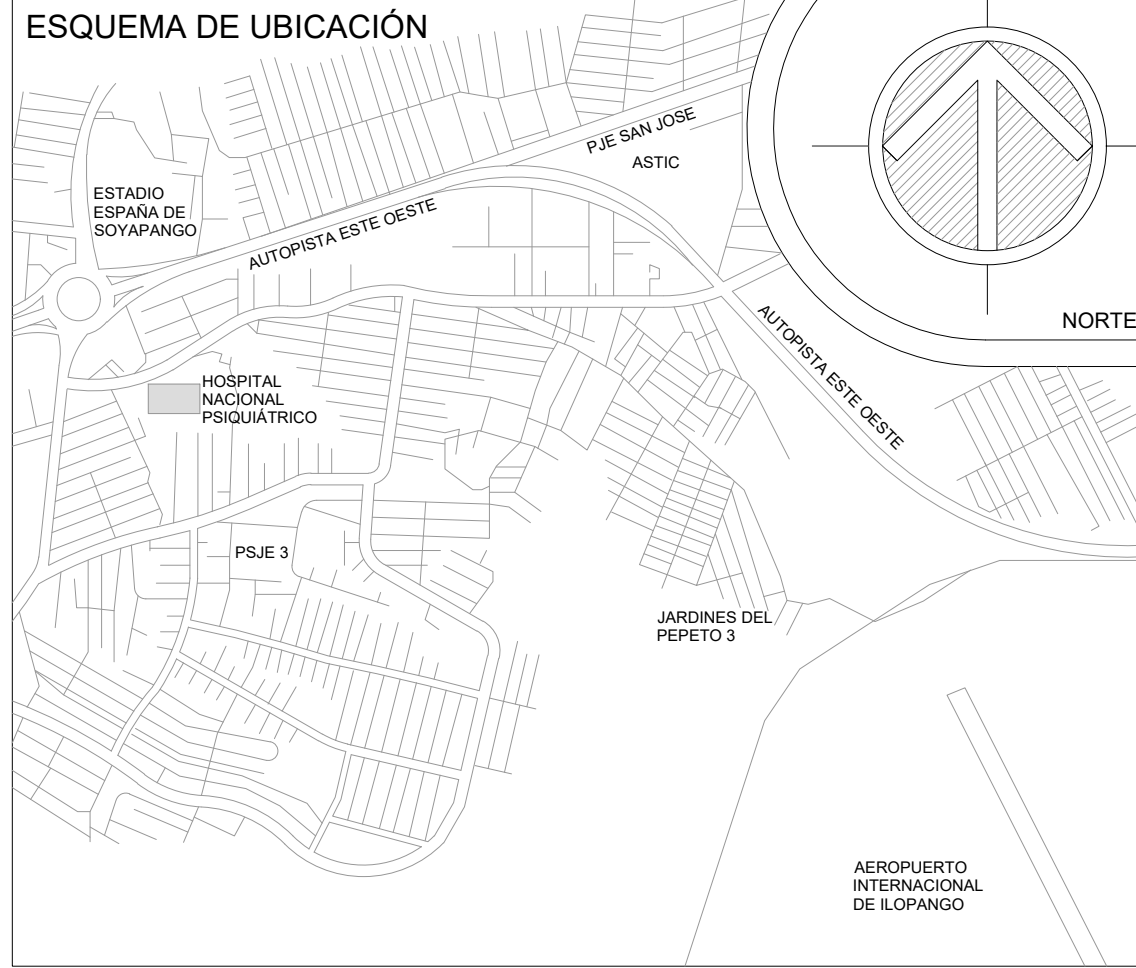 ESQUEMA DE UBICACIÓN
PJE SAN JOSE
ASTIC
ESTADIO
ESPAÑA DE
SOYAPANGO
AUTOPISTA ESTE OESTE
NORTE
AUTOPISTA ESTE OESTE
HOSPITAL
NACIONAL
PSIQUIÁTRICO
PSJE 3
JARDINES DEL
PEPETO 3
AEROPUERTO
INTERNACIONAL
DE ILOPANGO